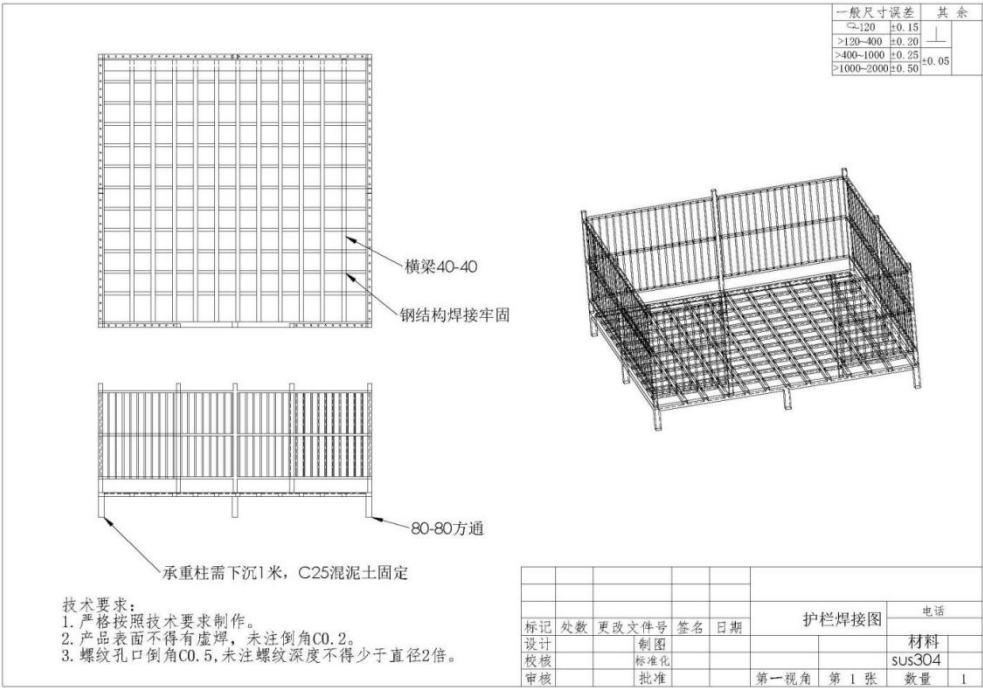 一般尺寸误差 其 余
0~120 ±0.15
>120~400 ±0.20
>400~1000 ±0.25
±0.05
>1000~2000 ±0.50
横梁40-40
钢结构焊接牢固
80-80方通
承重柱需下沉1米，C25混泥土固定
技术要求：
1. 严格按照技术要求制作。
2. 产品表面不得有虚焊，未注倒角C0.2。
3. 螺纹孔口倒角C0.5,未注螺纹深度不得少于直径2倍。
护栏焊接图
电话
标记 处数 更改文件号 签名 日期
设计 制图 材料
校核 标准化 sus304
审核 批准 第一视角 第 1 张 数量 1